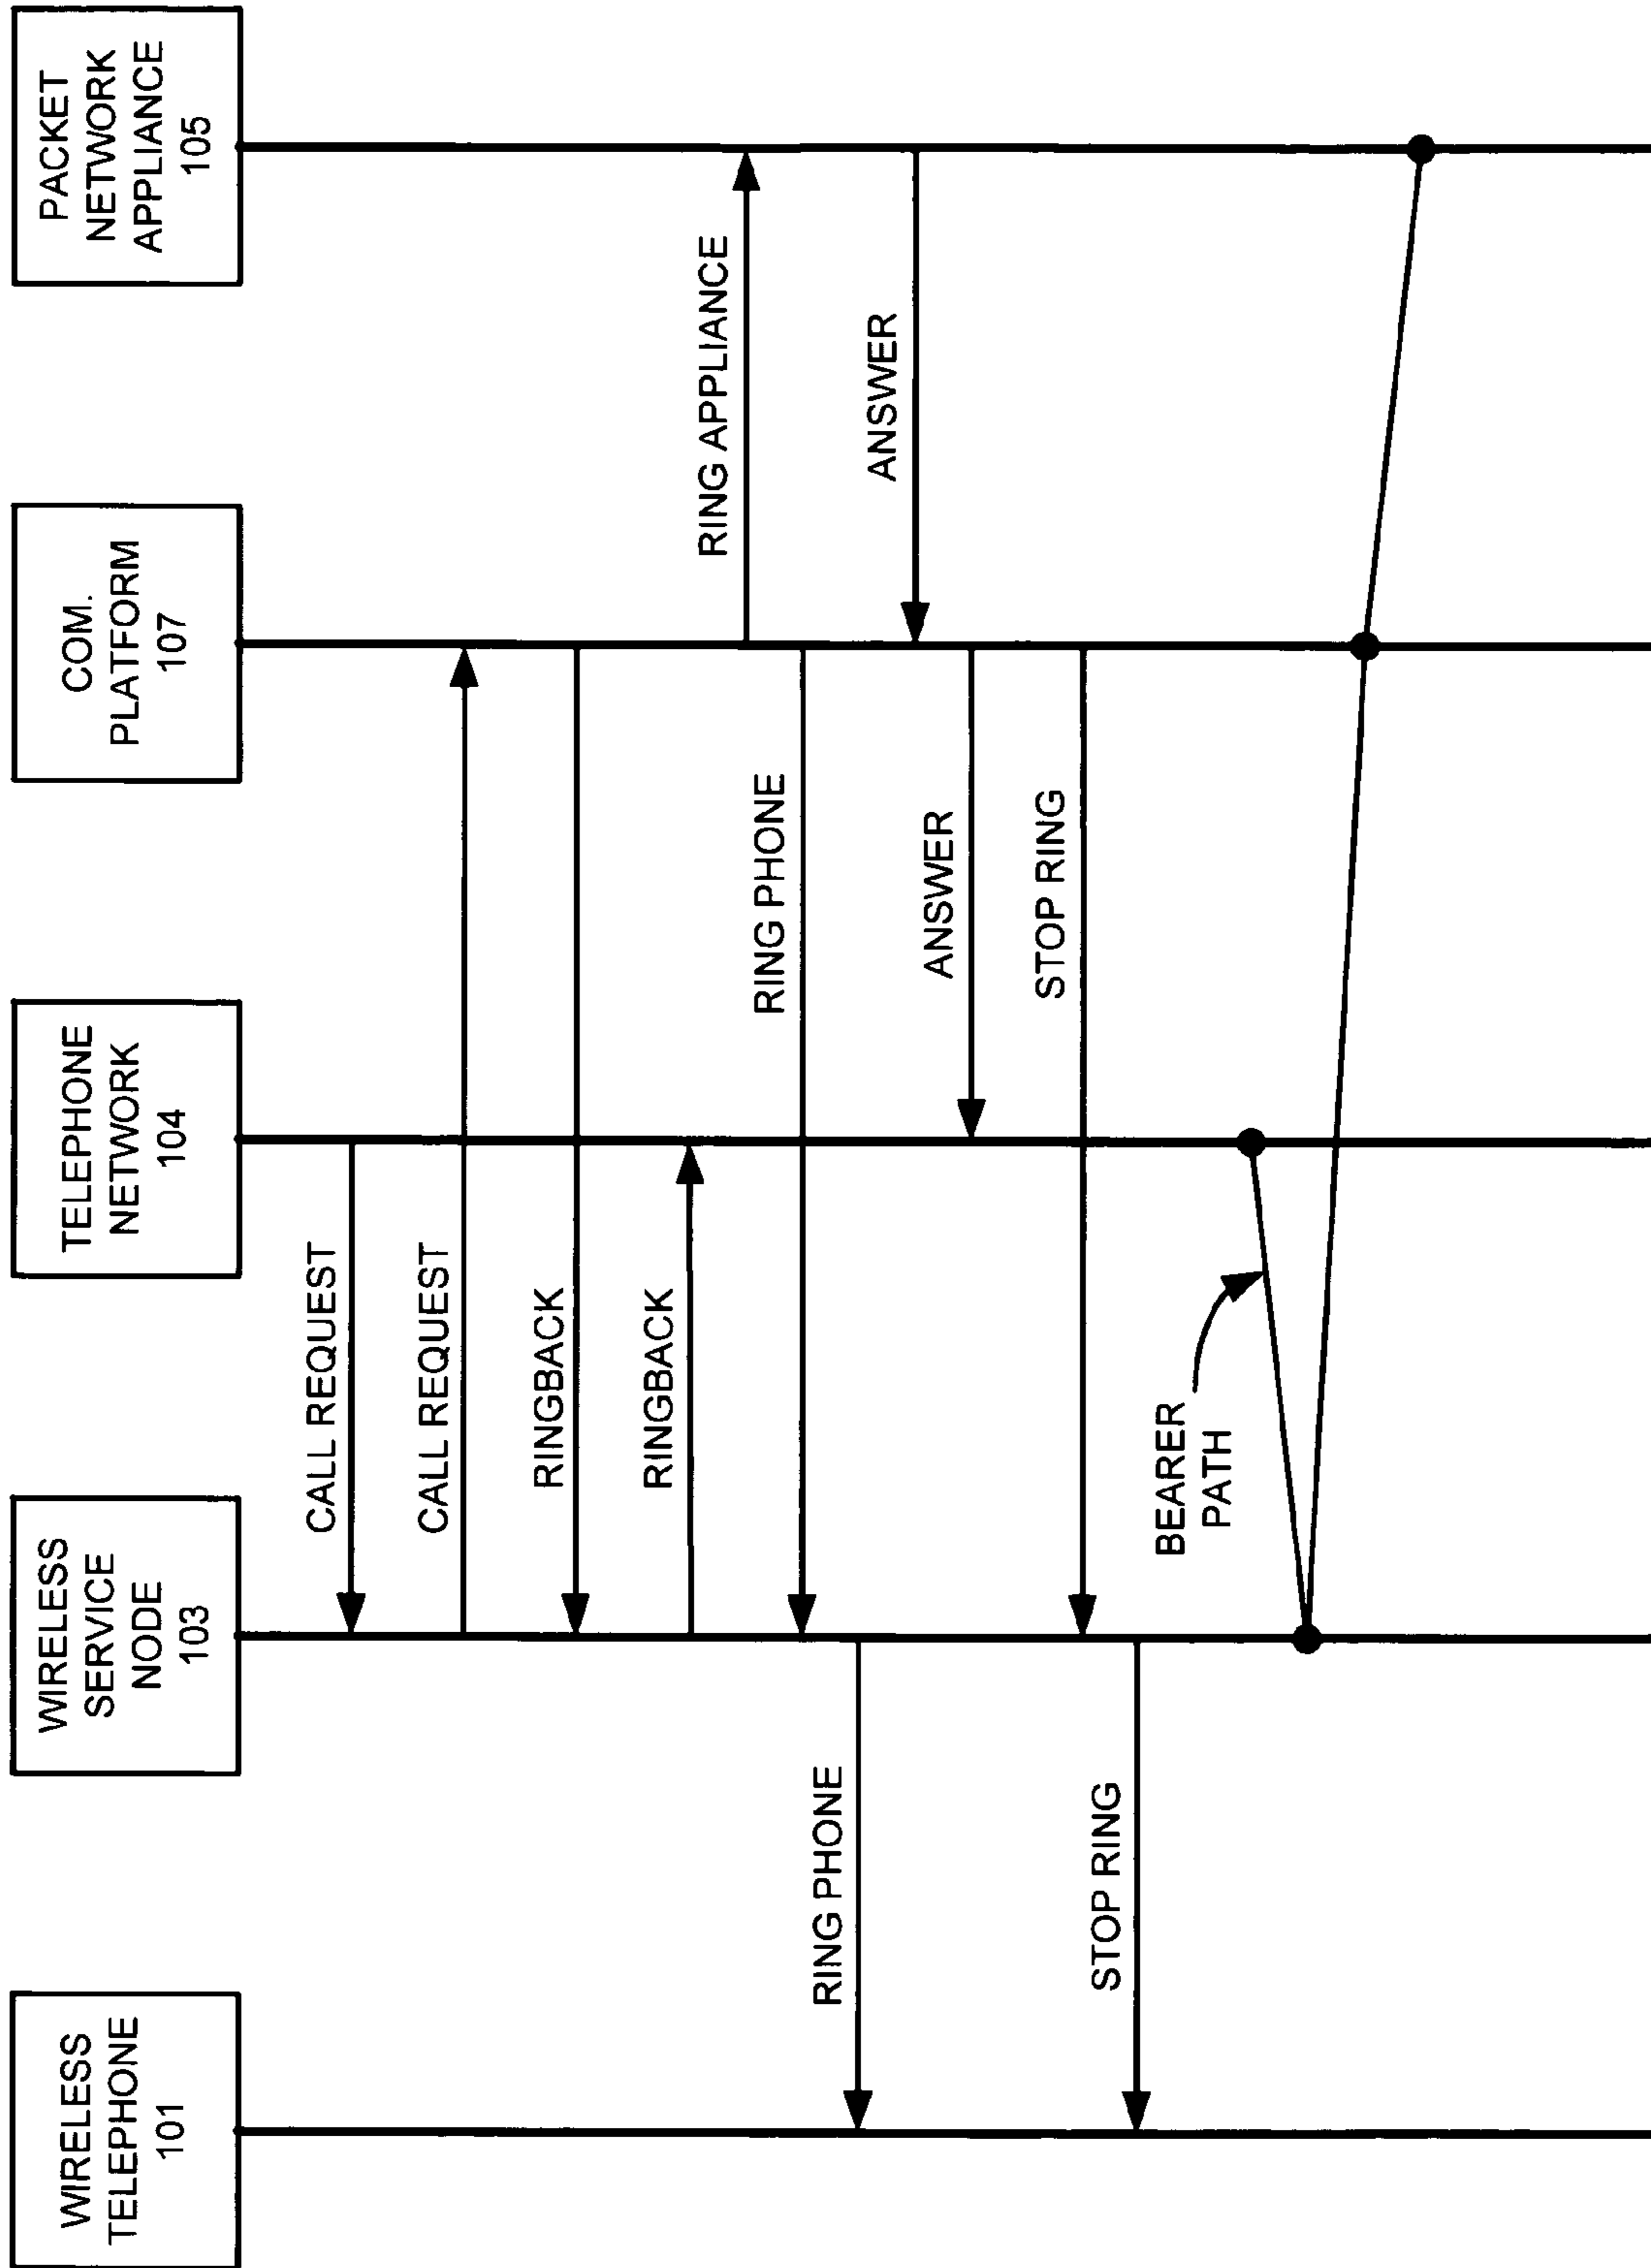 WIRELESS
TELEPHONE
101
WIRELESS
SERVICE
NODE
103
TELEPHONE
NETWORK
104
COM.
PLATFORM
107
PACKET
NETWORK
APPLIANCE
105
CALL REQUEST
CALL REQUEST
RINGBACK
RINGBACK
RING APPLIANCE
RING PHONE
RING PHONE
ANSWER
ANSWER
STOP RING
STOP RING
BEARER
PATH